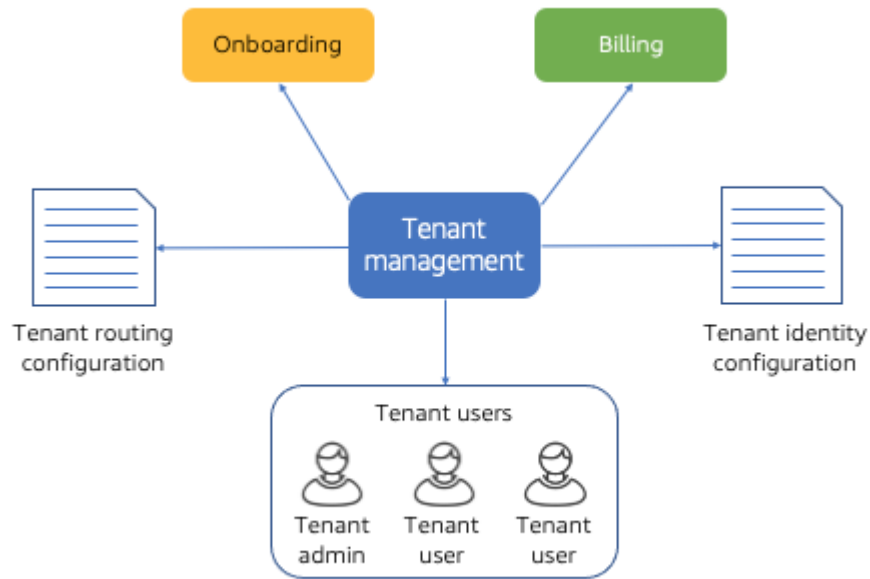 Onboarding
Billing
Tenant
management
Tenant routing
configuration
Tenant identity
configuration
Tenant users
Tenant
admin
Tenant
user
Tenant
user